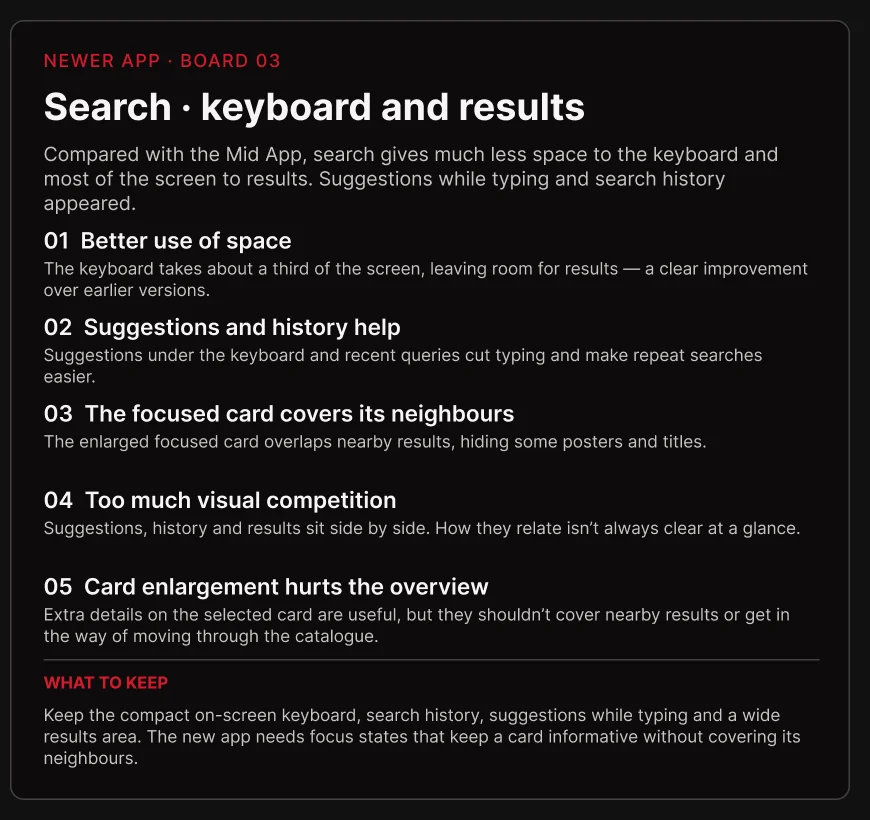 NEWER APP · BOARD 03
Search · keyboard and results
Compared with the Mid App, search gives much less space to the keyboard and
most of the screen to results. Suggestions while typing and search history
appeared.
01 Better use of space
The keyboard takes about a third of the screen, leaving room for results — a clear improvement
over earlier versions.
02 Suggestions and history help
Suggestions under the keyboard and recent queries cut typing and make repeat searches
easier.
03 The focused card covers its neighbours
The enlarged focused card overlaps nearby results, hiding some posters and titles.
04 Too much visual competition
Suggestions, history and results sit side by side. How they relate isn’t always clear at a glance.
05 Card enlargement hurts the overview
Extra details on the selected card are useful, but they shouldn’t cover nearby results or get in
the way of moving through the catalogue.
WHAT TO KEEP
Keep the compact on-screen keyboard, search history, suggestions while typing and a wide
results area. The new app needs focus states that keep a card informative without covering its
neighbours.